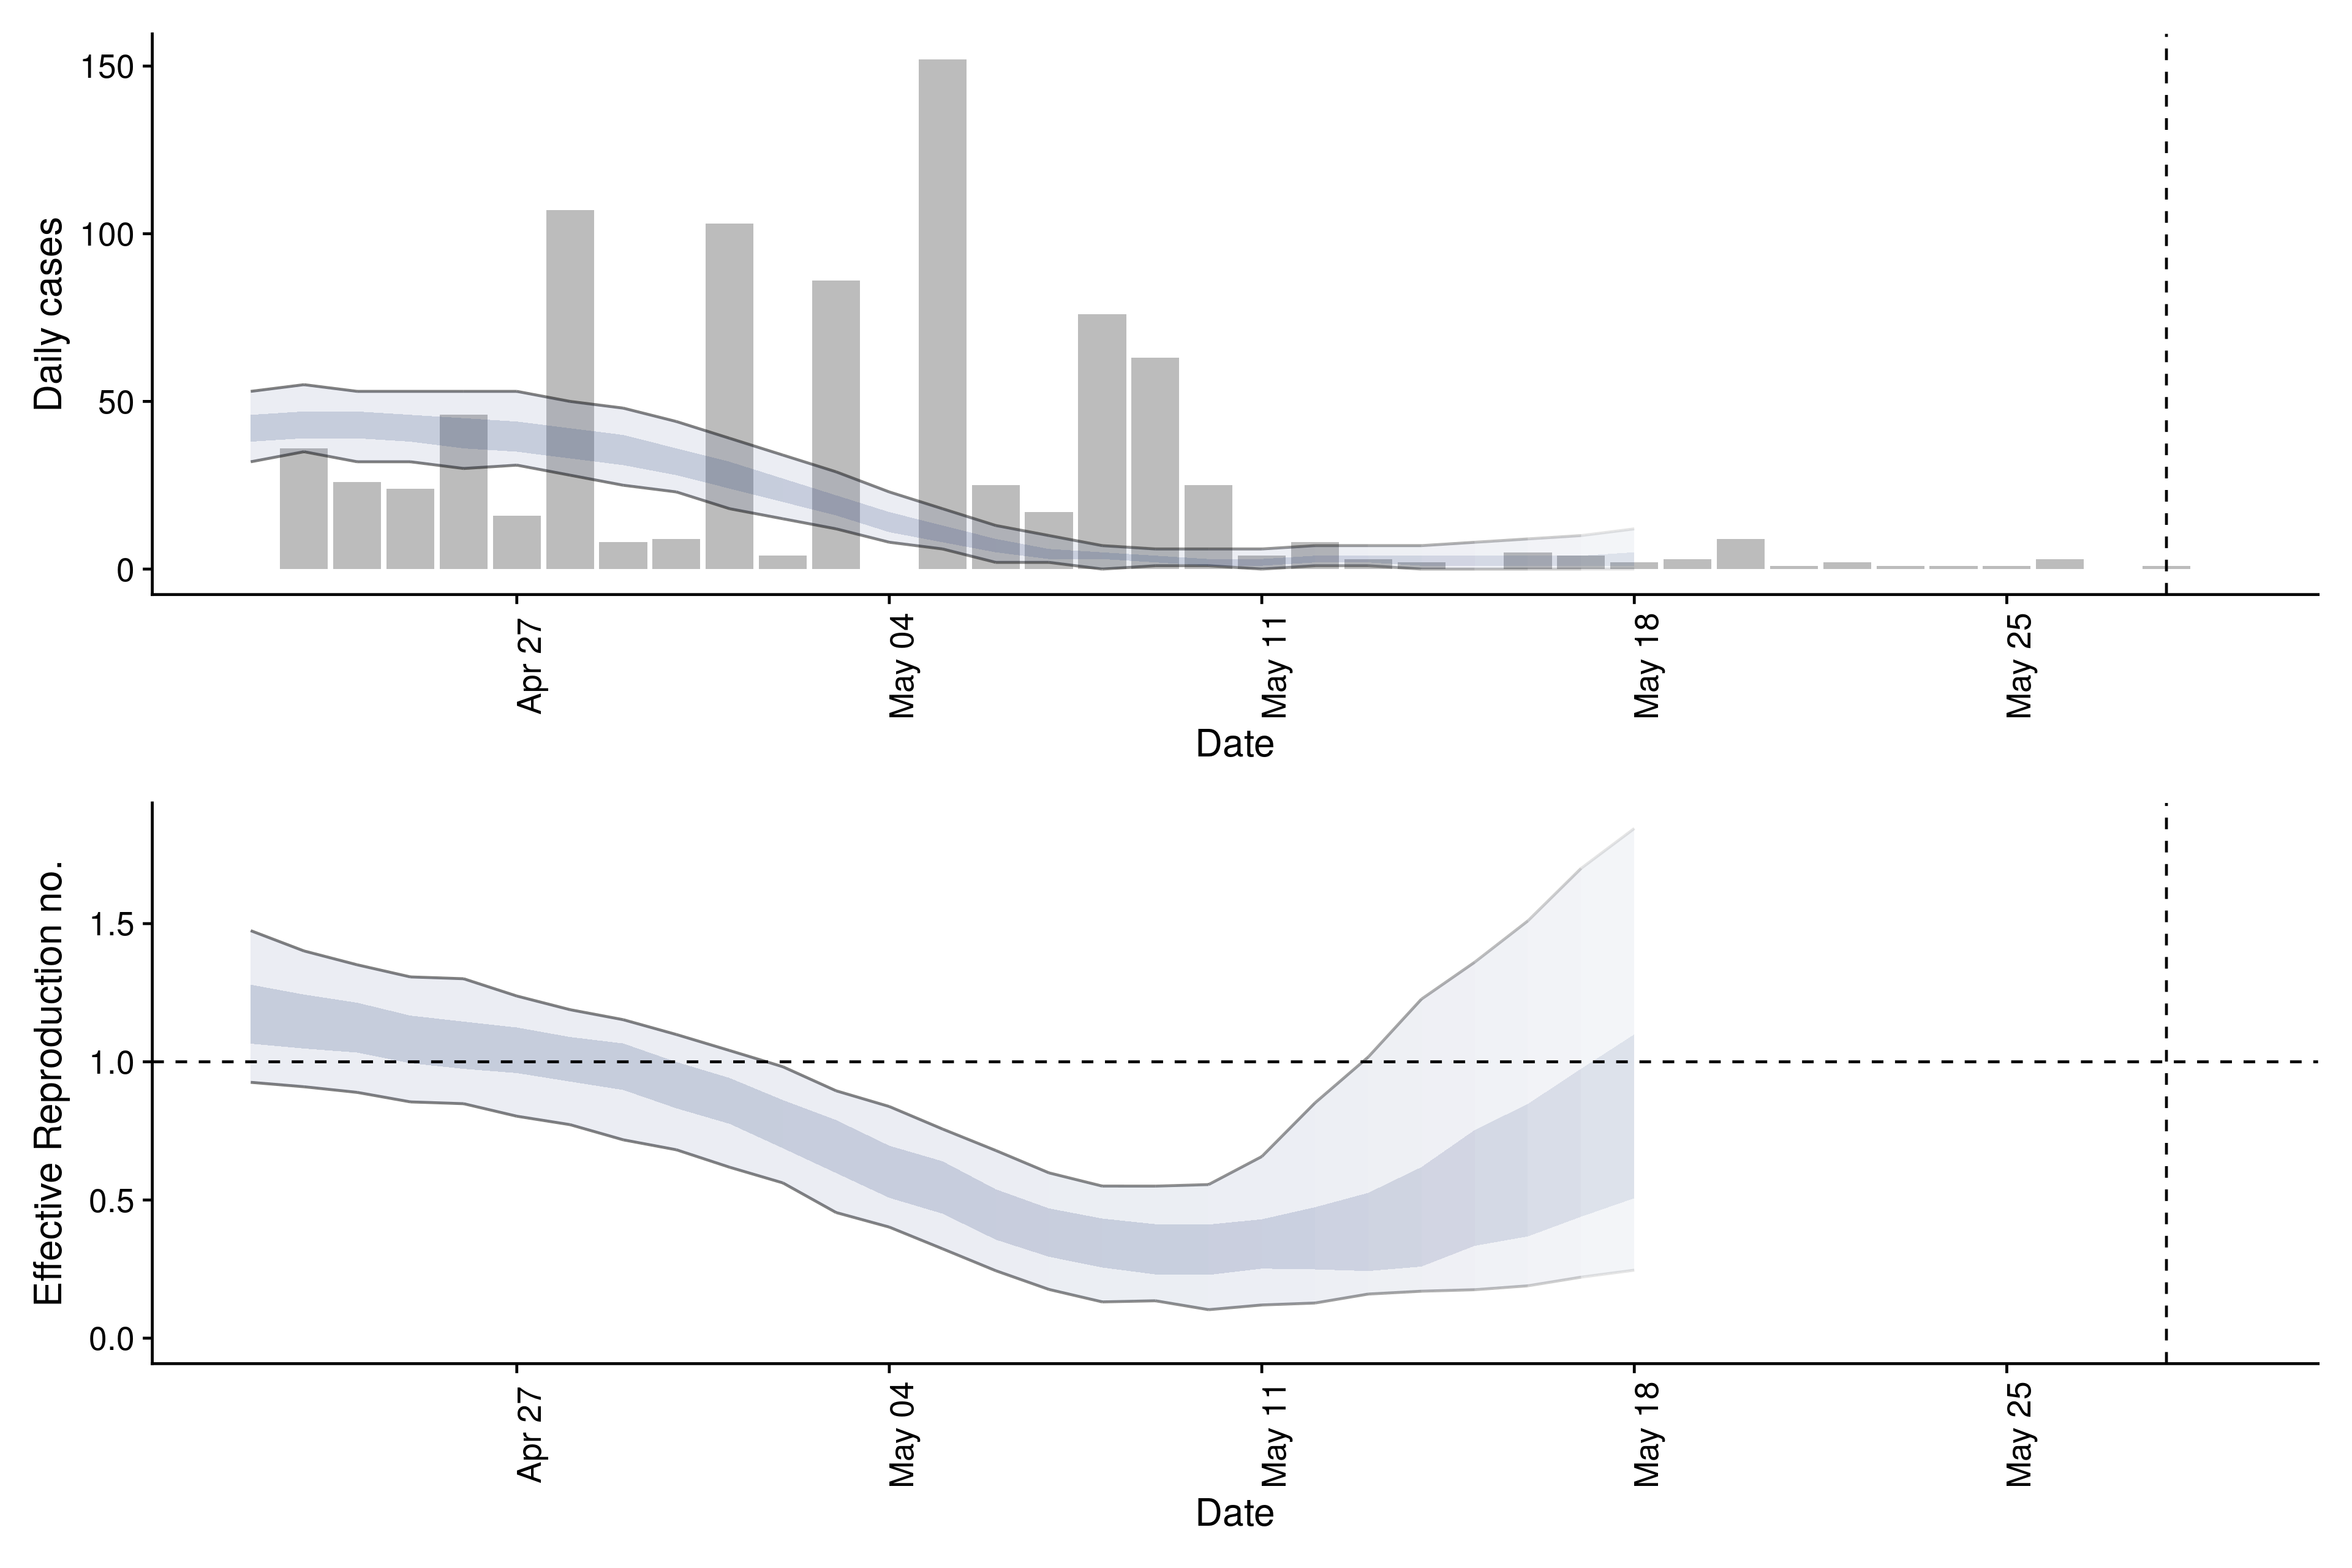 Daily cases
150
100
50
0
Apr 27
May 04
May 11
May 18
May 25
Date
Effective Reproduction no.
1.5
1.0
0.5
0.0
Apr 27
May 04
May 11
May 18
May 25
Date